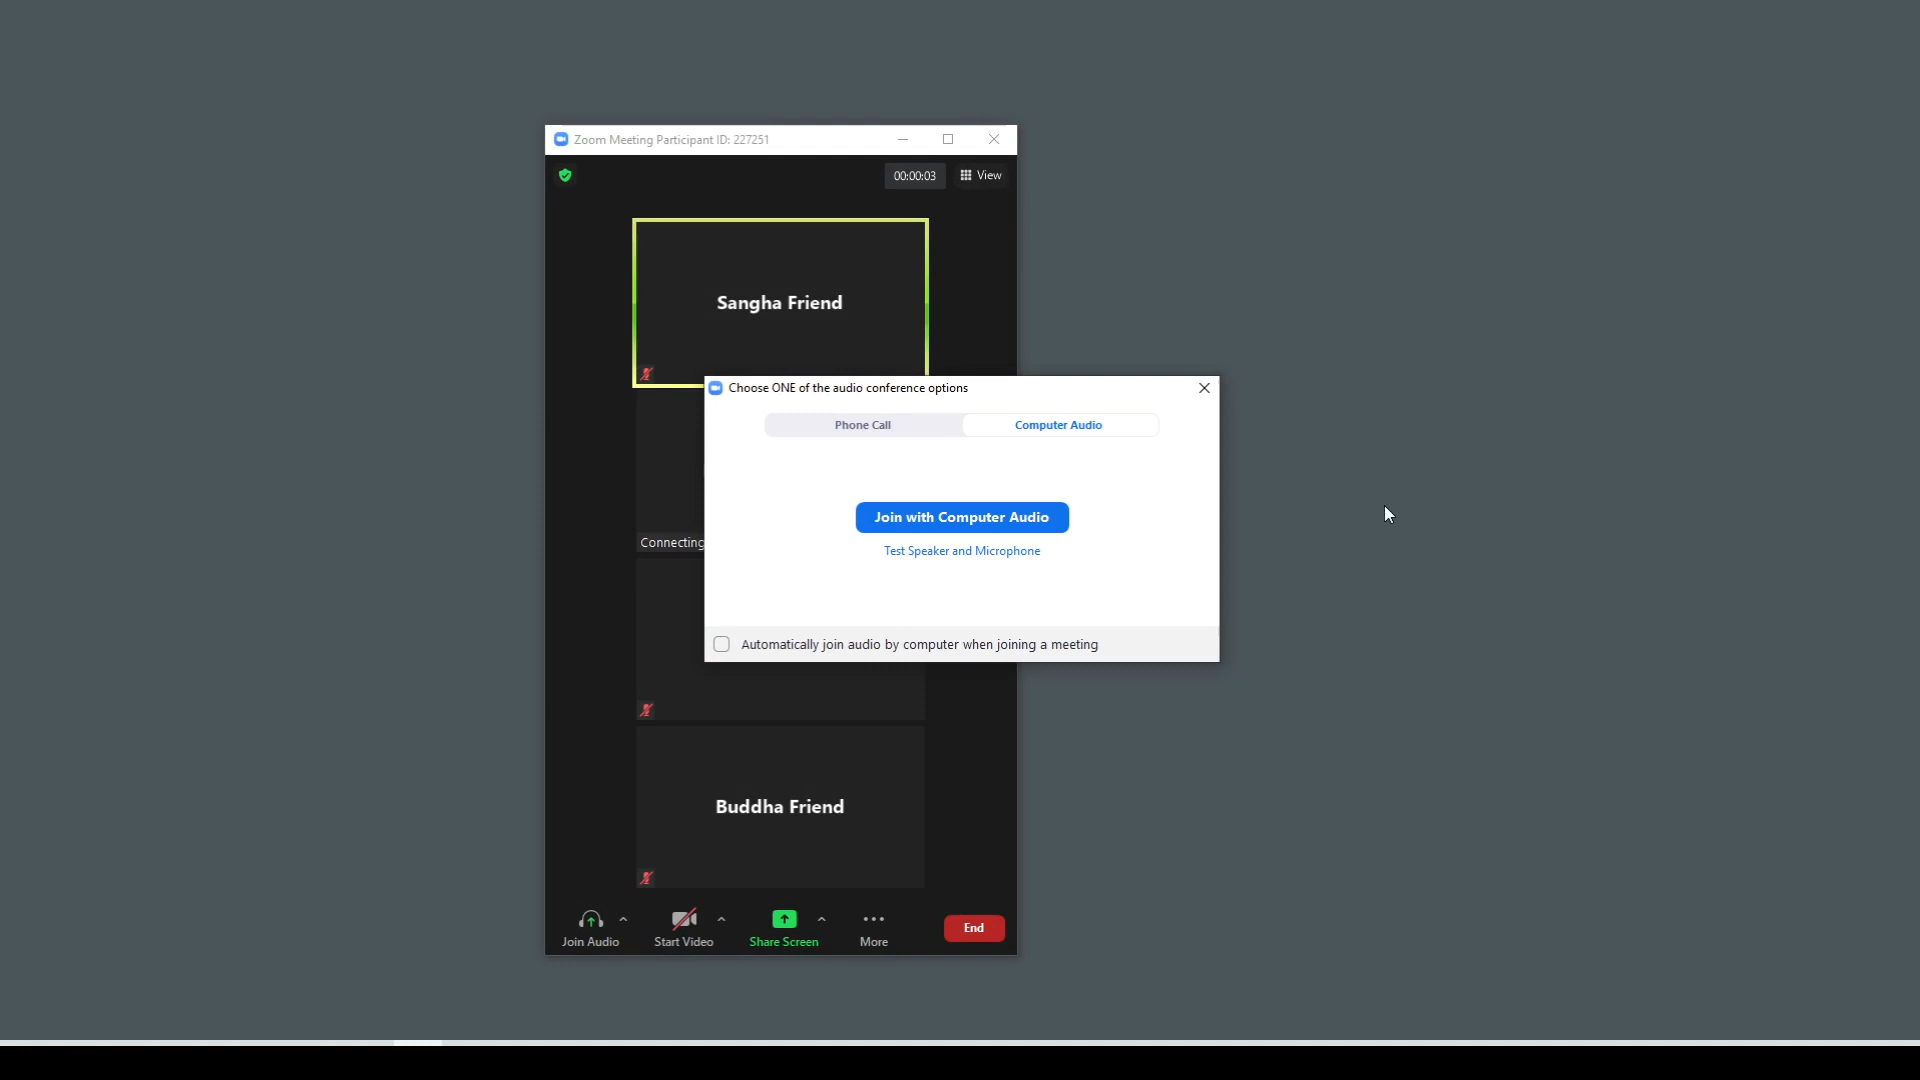 Zoom Meeting Participant ID: 227251
00:00:03 View
Sangha Friend
Choose ONE of the audio conference options
Phone Call Computer Audio
Join with Computer Audio
Connecting
Test Speaker and Microphone
Automatically join audio by computer when joining a meeting
Buddha Friend
Join Audio Start Video Share Screen More End